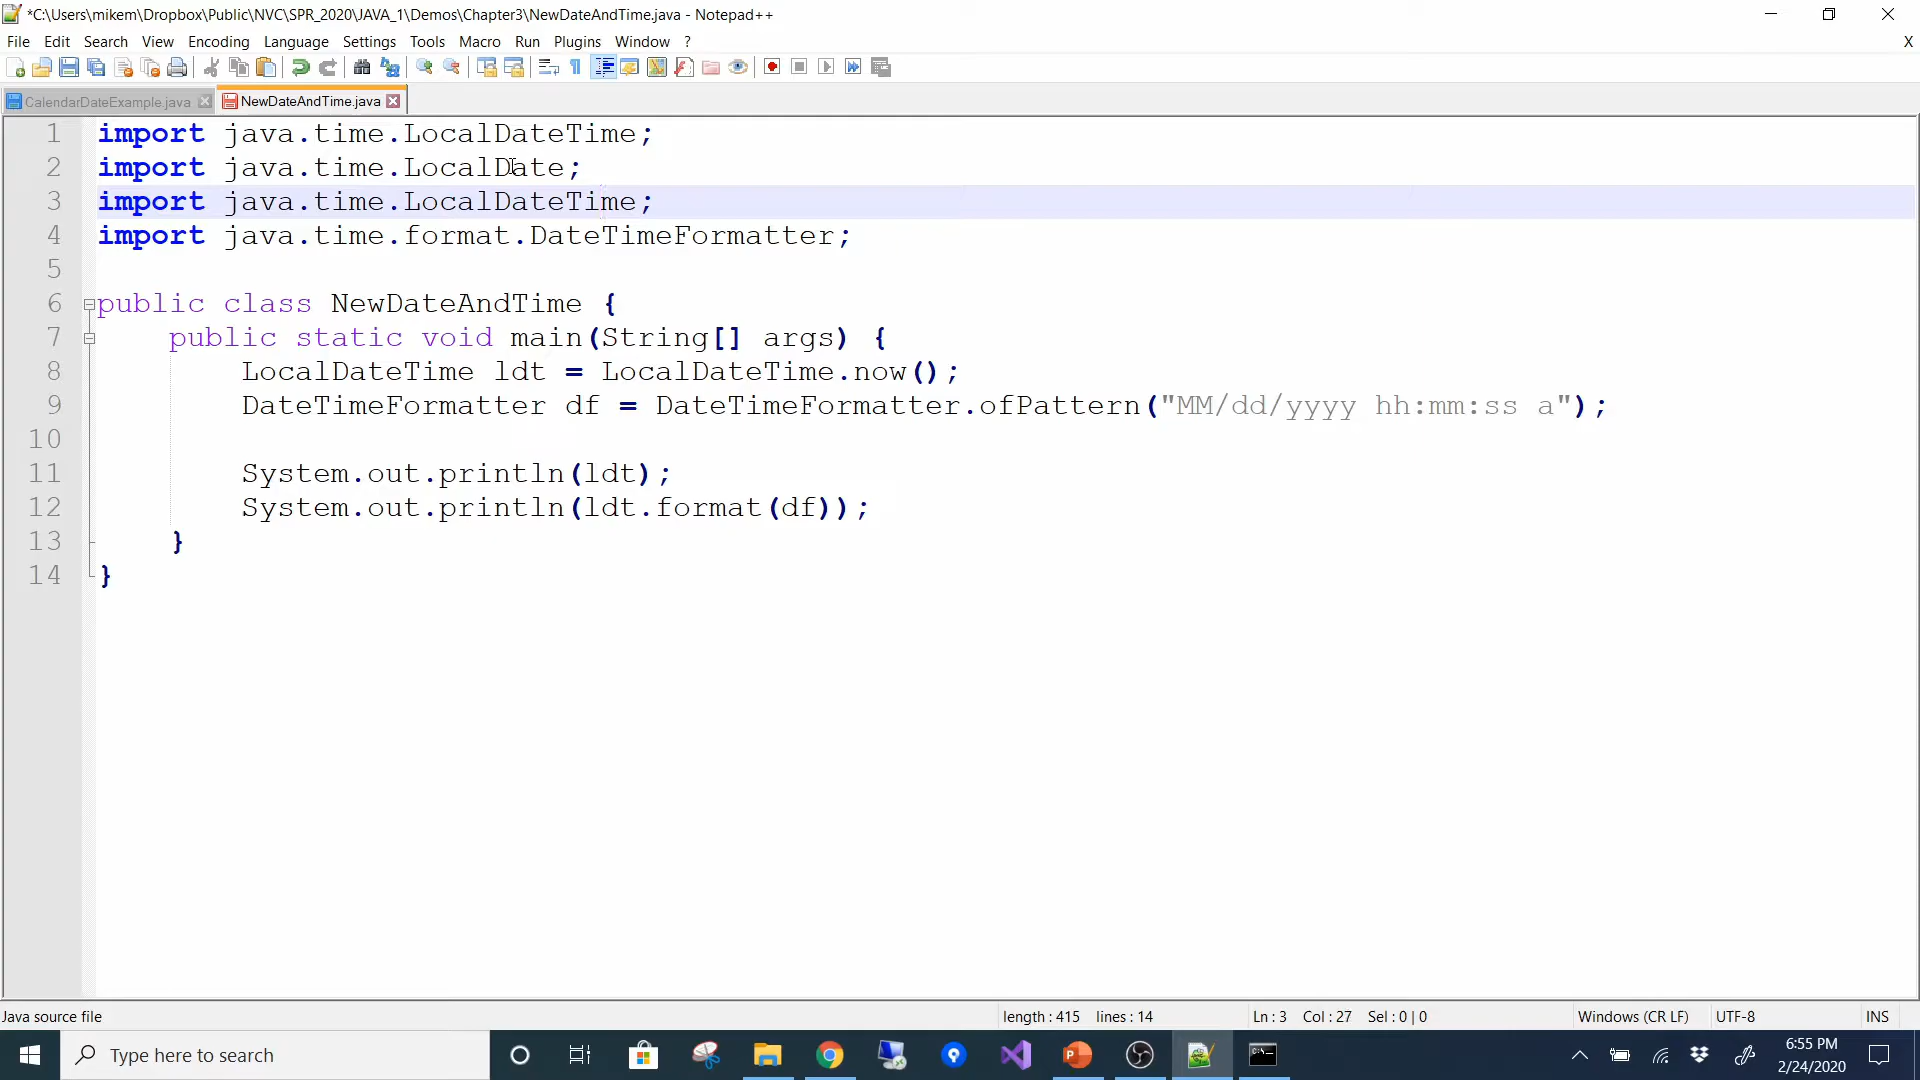 *C:\Users\mikem\Dropbox\Public\NVC\SPR_2020\JAVA_1\Demos\Chapter3\NewDateAndTime.java - Notepad++
File Edit Search View Encoding Language Settings Tools Macro Run Plugins Window ? X
CalendarDateExample.java NewDateAndTime.java
1 import java.time.LocalDateTime;
2 import java.time.LocalDate;
3 import java.time.LocalDateTime;
4 import java.time.format.DateTimeFormatter;
5
6 public class NewDateAndTime {
7 public static void main(String[] args) {
8 LocalDateTime ldt = LocalDateTime.now();
9 DateTimeFormatter df = DateTimeFormatter.ofPattern("MM/dd/yyyy hh:mm:ss a");
10
11 System.out.println(ldt);
12 System.out.println(ldt.format(df));
13 }
14 }
Java source file length : 415 lines : 14 Ln : 3 Col : 27 Sel : 0 | 0 Windows (CR LF) UTF-8 INS
Type here to search
6:55 PM
2/24/2020